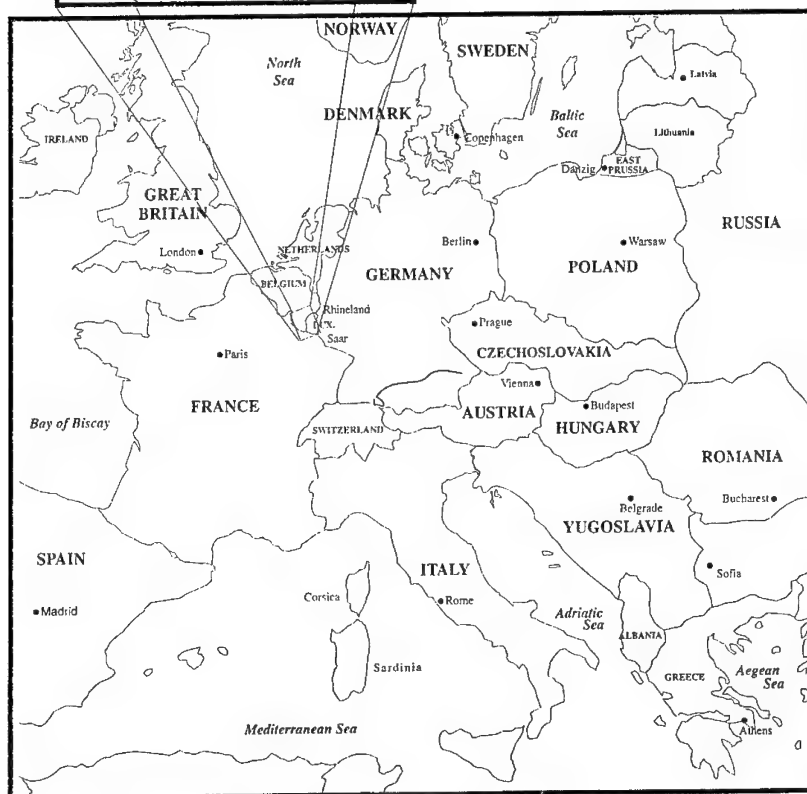 NORWAY
SWEDEN
North
Sea
Latvia
DENMARK
Baltic
Sea
Copenhagen
Lithuania
IRELAND
EAST
PRUSSIA
Danzig
GREAT
BRITAIN
RUSSIA
London
NETHERLANDS
Berlin
Warsaw
GERMANY
POLAND
BELGIUM
Rhineland
LUX.
Saar
Prague
Paris
CZECHOSLOVAKIA
Vienna
FRANCE
AUSTRIA
Budapest
Bay of Biscay
SWITZERLAND
HUNGARY
ROMANIA
Belgrade
Bucharest
YUGOSLAVIA
SPAIN
ITALY
Sofia
Corsica
Rome
Madrid
Adriatic
Sea
ALBANIA
Sardinia
GREECE
Aegean
Sea
Mediterranean Sea
Athens